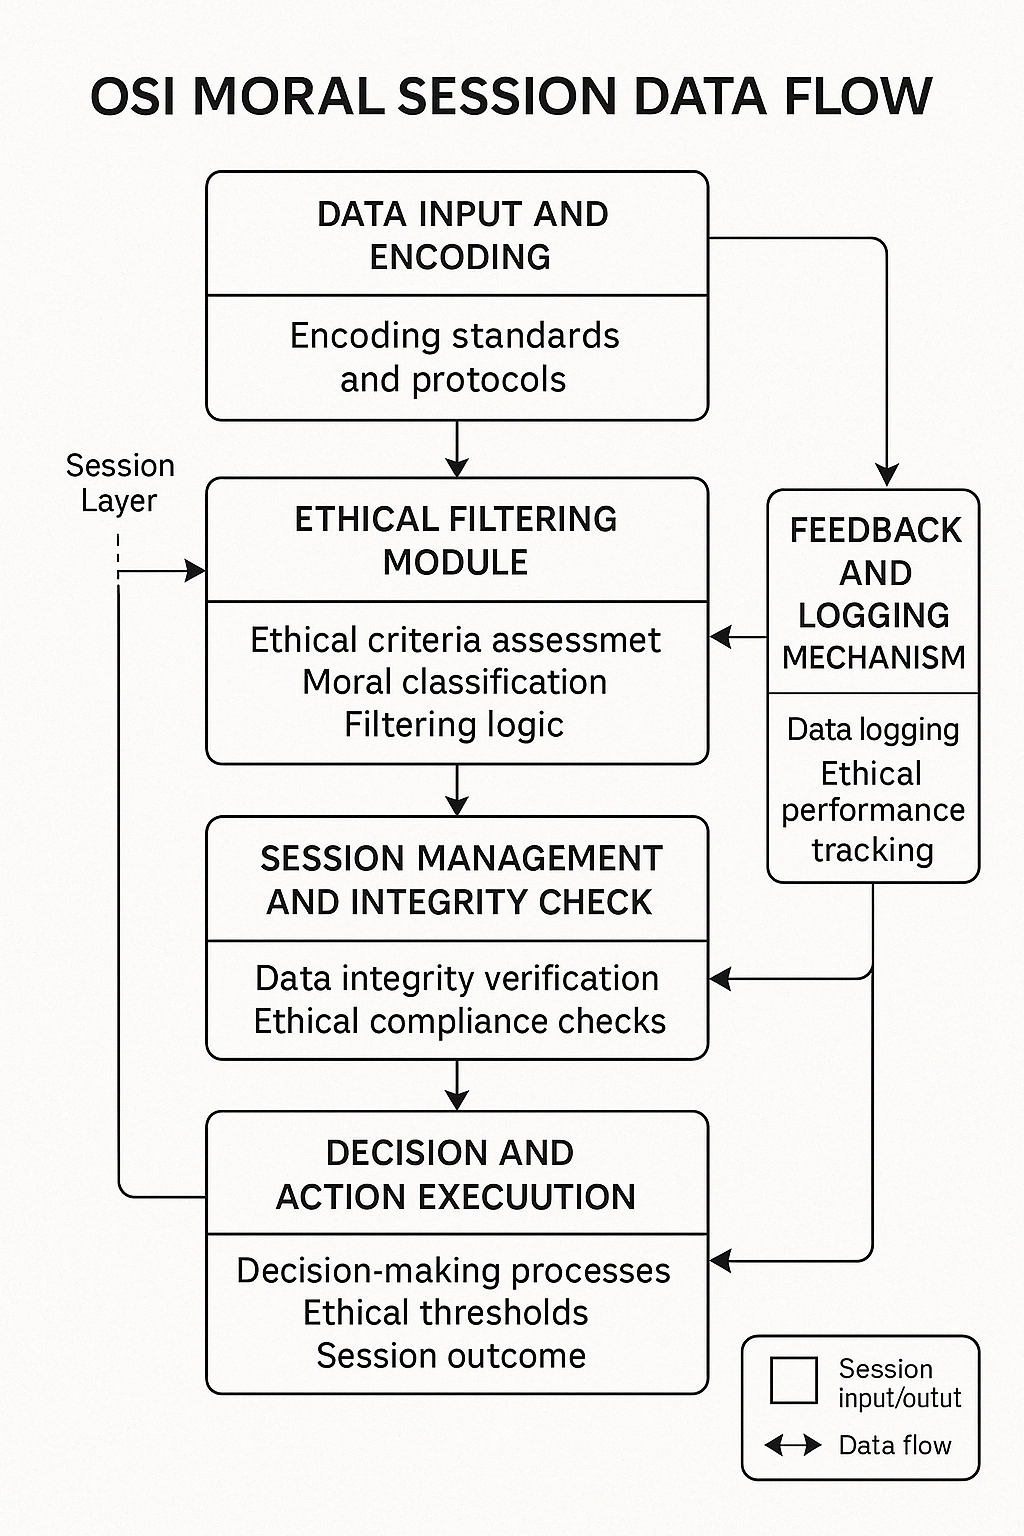 OSI MORAL SESSION DATA FLOW
DATA INPUT AND
ENCODING
Encoding standards
and protocols
Session
Layer
ETHICAL FILTERING
MODULE
Ethical criteria assessmet
Moral classification
Filtering logic
FEEDBACK
AND
LOGGING
MECHANISM
Data logging
Ethical
performance
tracking
SESSION MANAGEMENT
AND INTEGRITY CHECK
Data integrity verification
Ethical compliance checks
DECISION AND
ACTION EXECUUTION
Decision-making processes
Ethical thresholds
Session outcome
Session
input/outut
Data flow